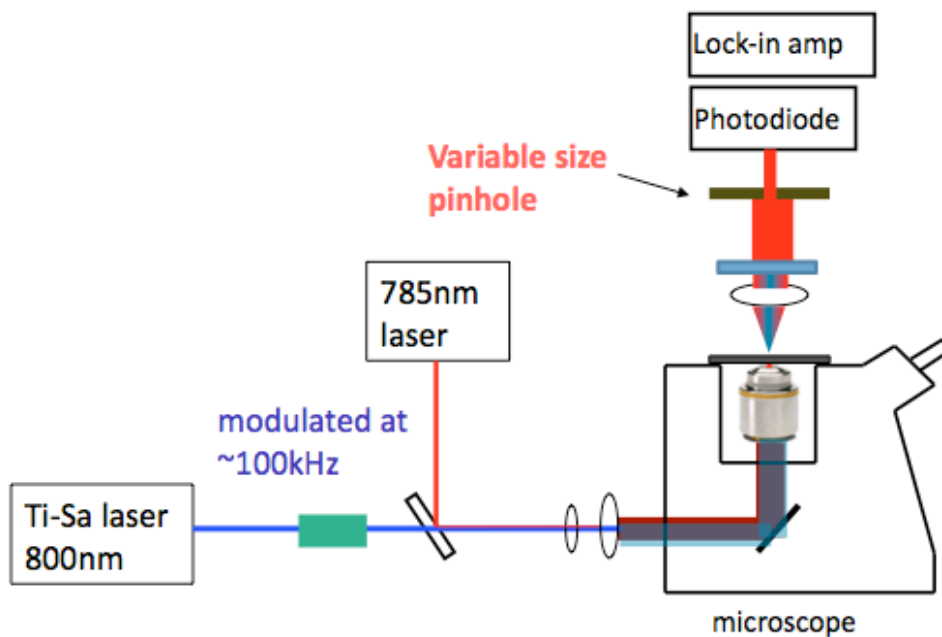 Lock-in amp
Photodiode
Variable size
pinhole
785nm
laser
modulated at
~100kHz
Ti-Sa laser
800nm
microscope